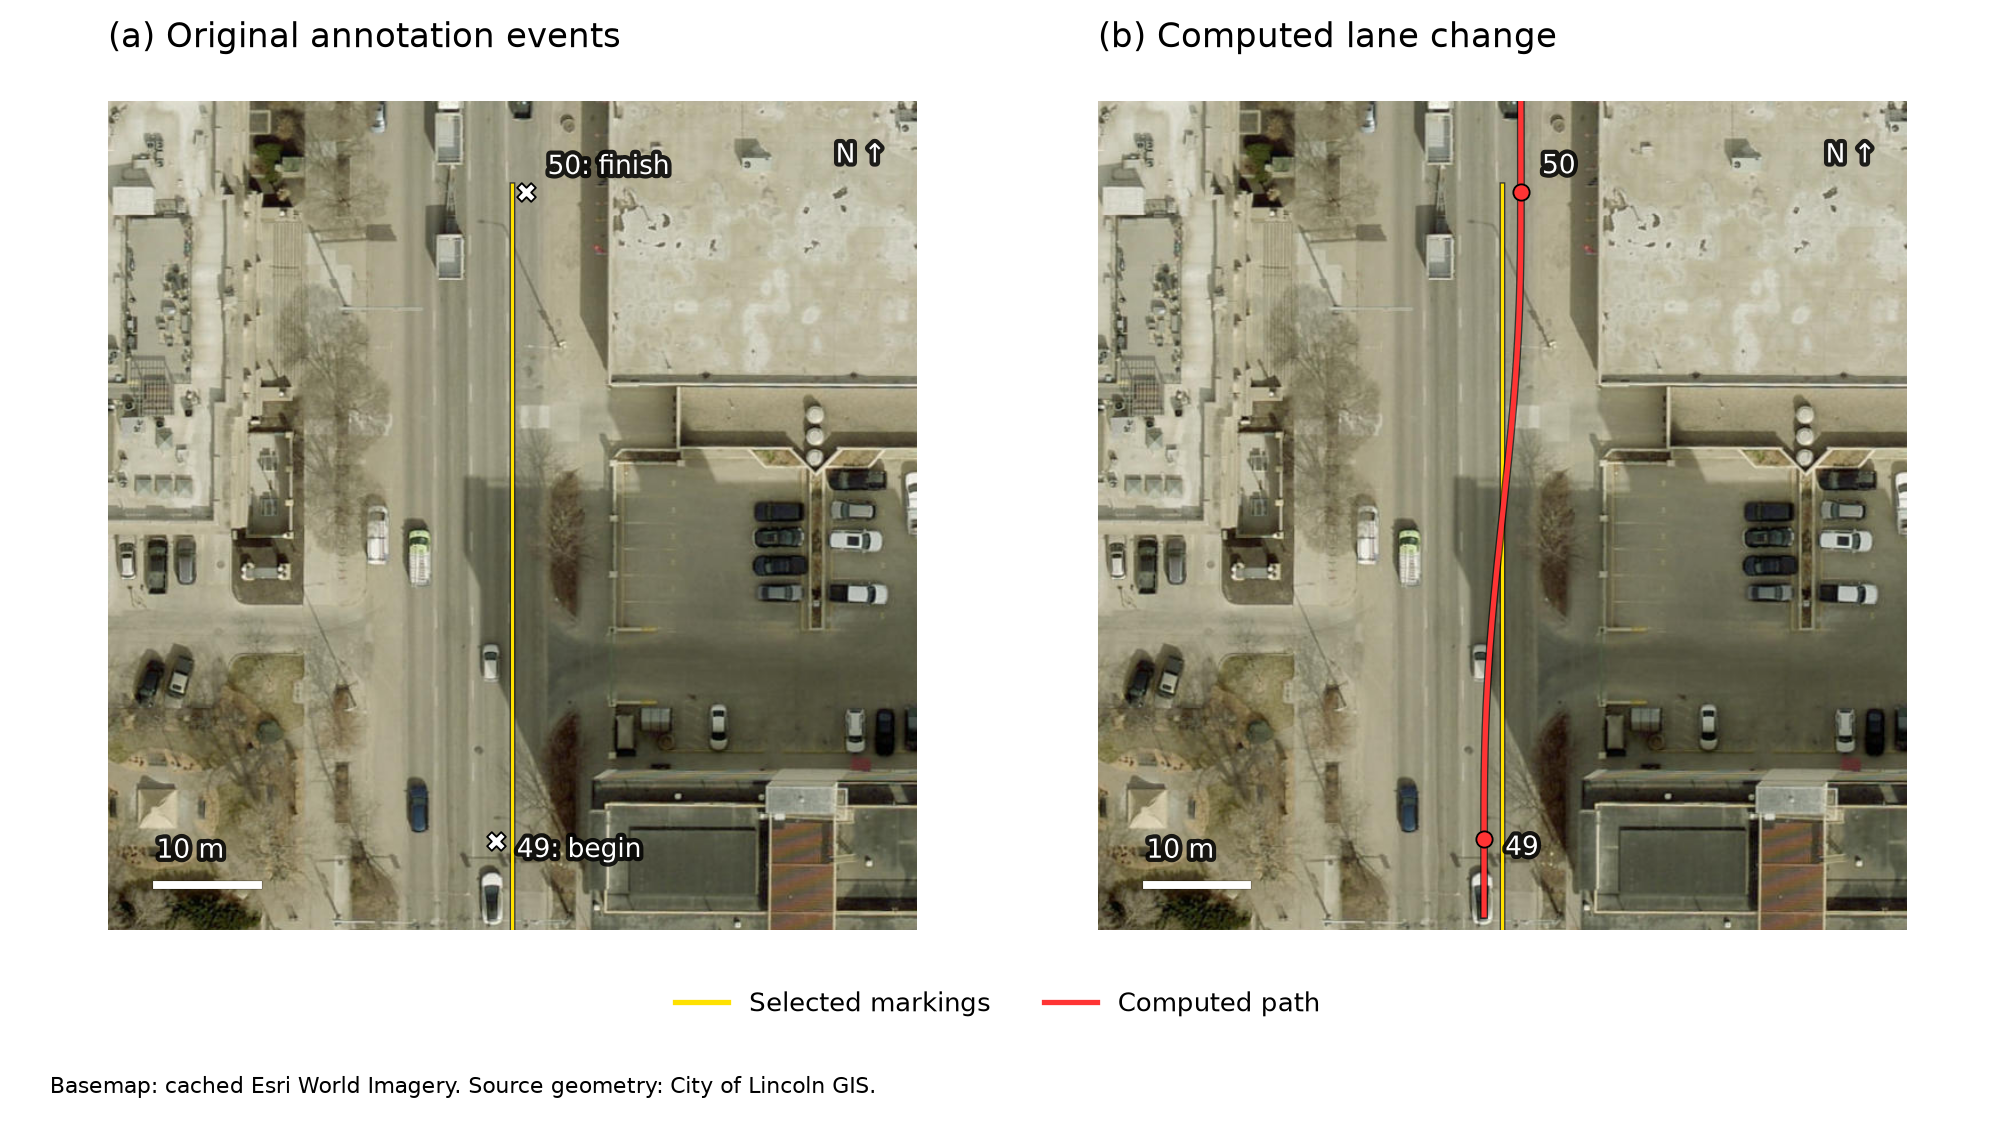 (a) Original annotation events
(b) Computed lane change
50: finish
N ↑
49: begin
10 m
50
N ↑
49
10 m
Selected markings
Computed path
Basemap: cached Esri World Imagery. Source geometry: City of Lincoln GIS.